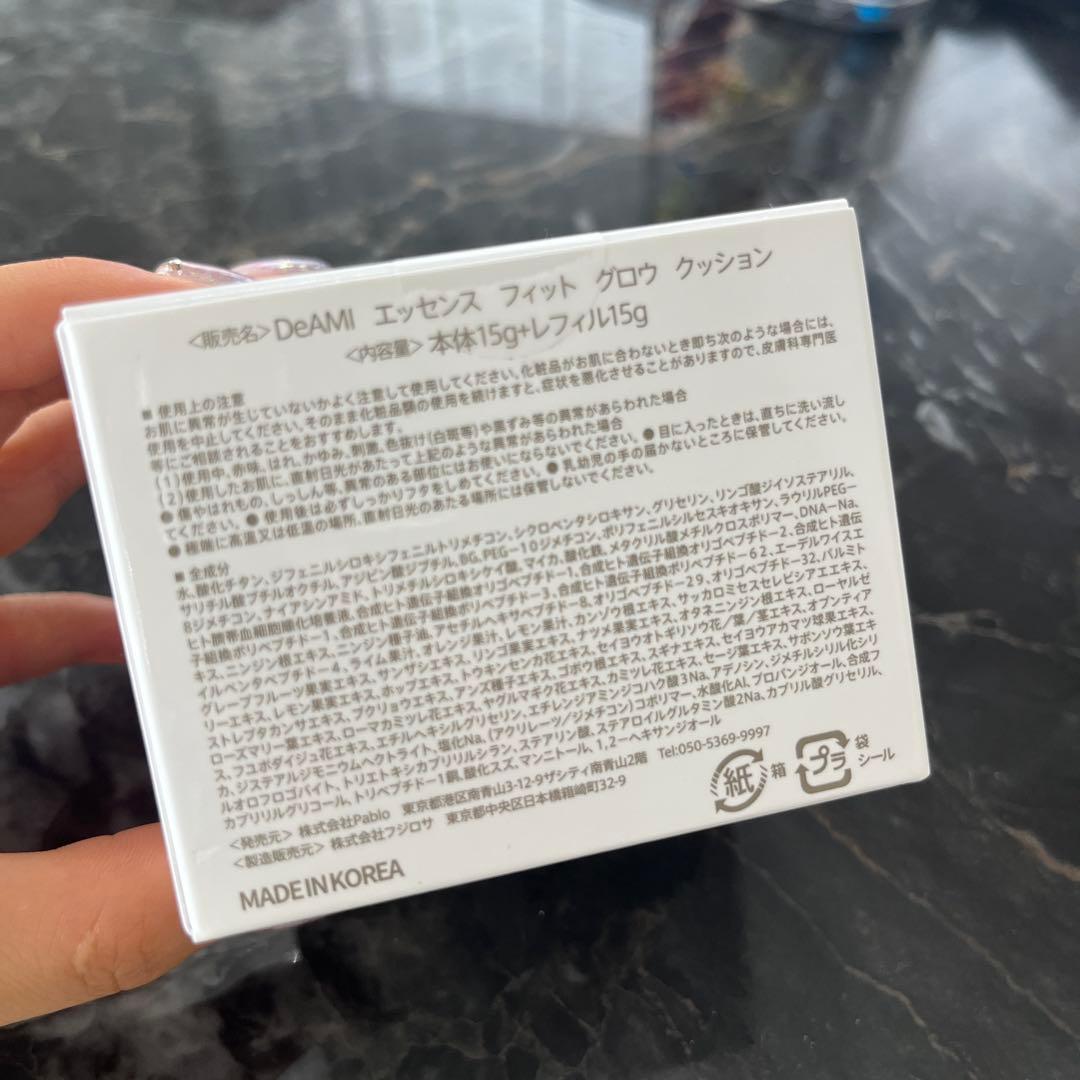 <販売名> DeAMI エッセンス フィット グロウ クッション
<内容量> 本体15g+レフィル15g
■ 使用上の注意
お肌に異常が生じていないかよく注意して使用してください。化粧品がお肌に合わないとき即ち次のような場合には、
使用を中止してください。そのまま化粧品類の使用を続けますと、症状を悪化させることがありますので、皮膚科専門医
等にご相談されることをおすすめします。
(1)使用中、赤味、はれ、かゆみ、刺激、色抜け(白斑等)や黒ずみ等の異常があらわれた場合
(2)使用したお肌に、直射日光があたって上記のような異常があらわれた場合
● 傷やはれもの、しっしん等、異常のある部位にはお使いにならないでください。● 目に入ったときは、直ちに洗い流し
てください。● 使用後は必ずしっかりフタをしめてください。● 乳幼児の手の届かないところに保管してください。
● 極端に高温又は低温の場所、直射日光のあたる場所には保管しないでください。
■ 全成分
水、酸化チタン、ジフェニルシロキシフェニルトリメチコン、シクロペンタシロキサン、グリセリン、リンゴ酸ジイソステアリル、
サリチル酸ブチルオクチル、アジピン酸ジブチル、BG、PEG-10ジメチコン、ポリフェニルシルセスキオキサン、ラウリルPEG-
8ジメチコン、ナイアシンアミド、トリメチルシロキシケイ酸、マイカ、酸化鉄、メタクリル酸メチルクロスポリマー、DNA-Na、
ヒト臍帯血細胞順化培養液、合成ヒト遺伝子組換ポリペプチド-1、合成ヒト遺伝子組換オリゴペプチド-2、合成ヒト遺伝
子組換ポリペプチド-1、合成ヒト遺伝子組換ポリペプチド-3、合成ヒト遺伝子組換ポリペプチド-62、エーデルワイスエ
キス、ニンジン根エキス、ニンジン種子油、アセチルヘキサペプチド-8、オリゴペプチド-29、オリゴペプチド-32、パルミト
イルペンタペプチド-4、ライム果汁、オレンジ果汁、レモン果汁、カンゾウ根エキス、サッカロミセスセレビシアエエキス、
グレープフルーツ果実エキス、サンザシエキス、リンゴ果実エキス、ナツメ果実エキス、オタネニンジン根エキス、ローヤルゼ
リーエキス、レモン果実エキス、ホップエキス、トウキンセンカ花エキス、セイヨウオトギリソウ花/葉/茎エキス、オプンティア
ストレプタカンサエキス、ブクリョウエキス、アンズ種子エキス、スギナエキス、セイヨウアカマツ球果エキス、
ローズマリー葉エキス、ローマカミツレ花エキス、ヤグルマギク花エキス、ゴボウ根エキス、カミツレ花エキス、セージ葉エキス、サボンソウ葉エキ
ス、フユボダイジュ花エキス、エチルヘキシルグリセリン、エチレンジアミンジコハク酸3Na、アデノシン、ジメチルシリル化シリ
カ、ジステアルジモニウムヘクトライト、塩化Na、(アクリレーツ/ジメチコン)コポリマー、水酸化Al、プロパンジオール、合成フ
ルオロフロゴパイト、トリエトキシカプリリルシラン、ステアリン酸、ステアロイルグルタミン酸2Na、カプリル酸グリセリル、
カプリリルグリコール、トリペプチド-1銅、酸化スズ、マンニトール、1,2-ヘキサンジオール
<発売元> 株式会社Pablo 東京都港区南青山3-12-9ザシティ南青山2階 Tel:050-5369-9997
<製造販売元> 株式会社フジロサ 東京都中央区日本橋箱崎町32-9
MADE IN KOREA
紙 箱
プラ 袋 シール